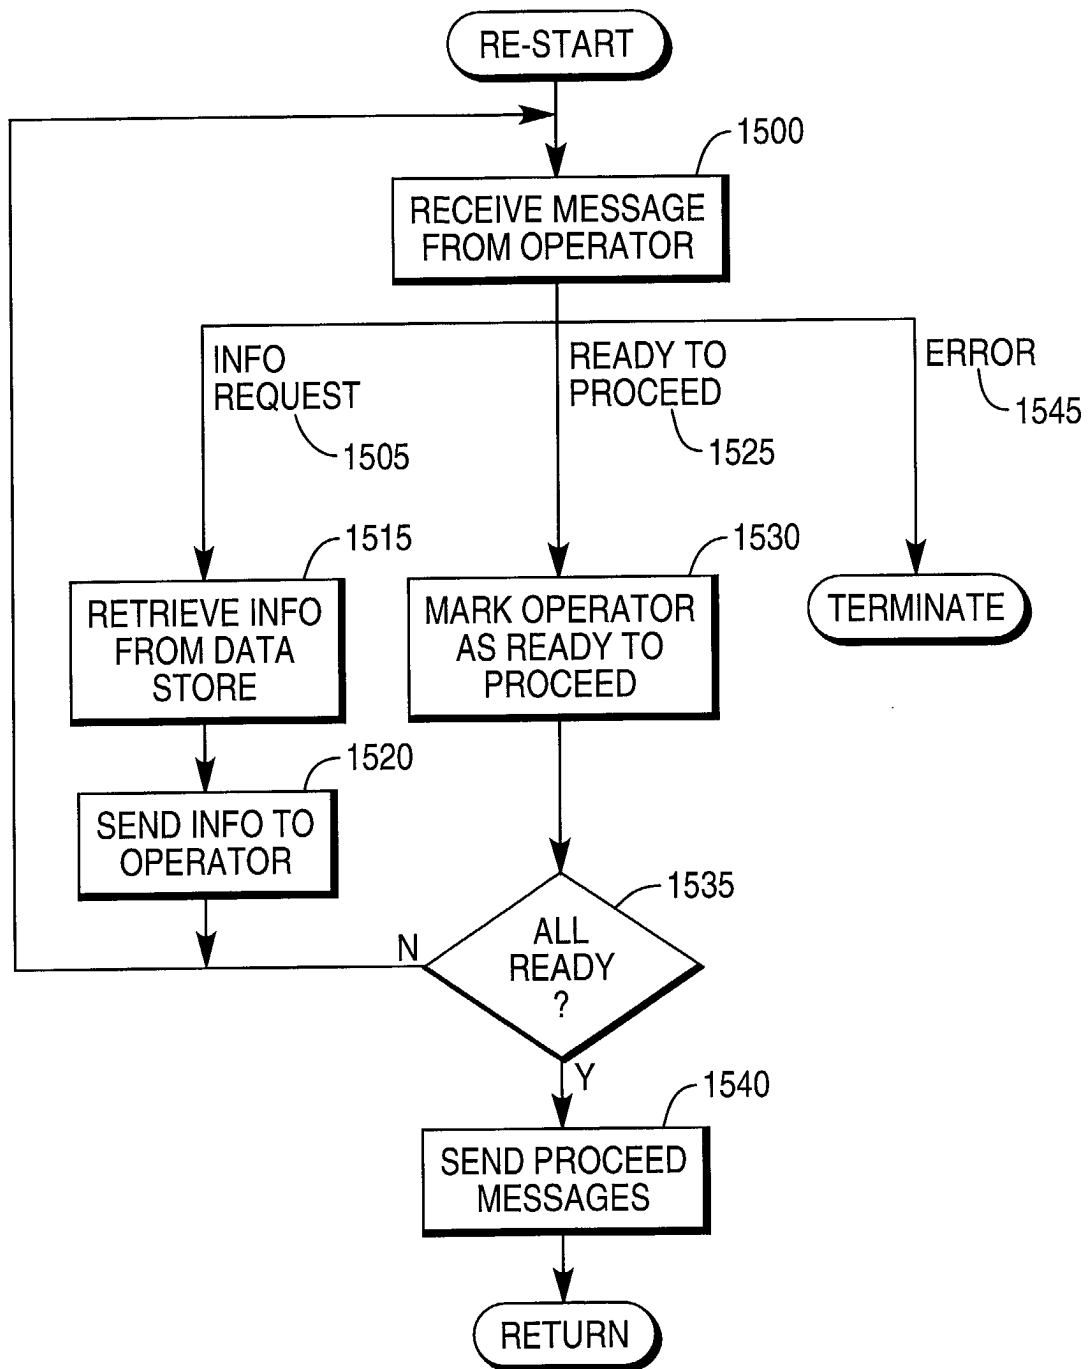 RE-START
1500
RECEIVE MESSAGE
FROM OPERATOR
INFO
REQUEST
1505
READY TO
PROCEED
1525
ERROR
1545
1515
RETRIEVE INFO
FROM DATA
STORE
1530
MARK OPERATOR
AS READY TO
PROCEED
TERMINATE
1520
SEND INFO TO
OPERATOR
1535
ALL
READY
?
N
Y
1540
SEND PROCEED
MESSAGES
RETURN